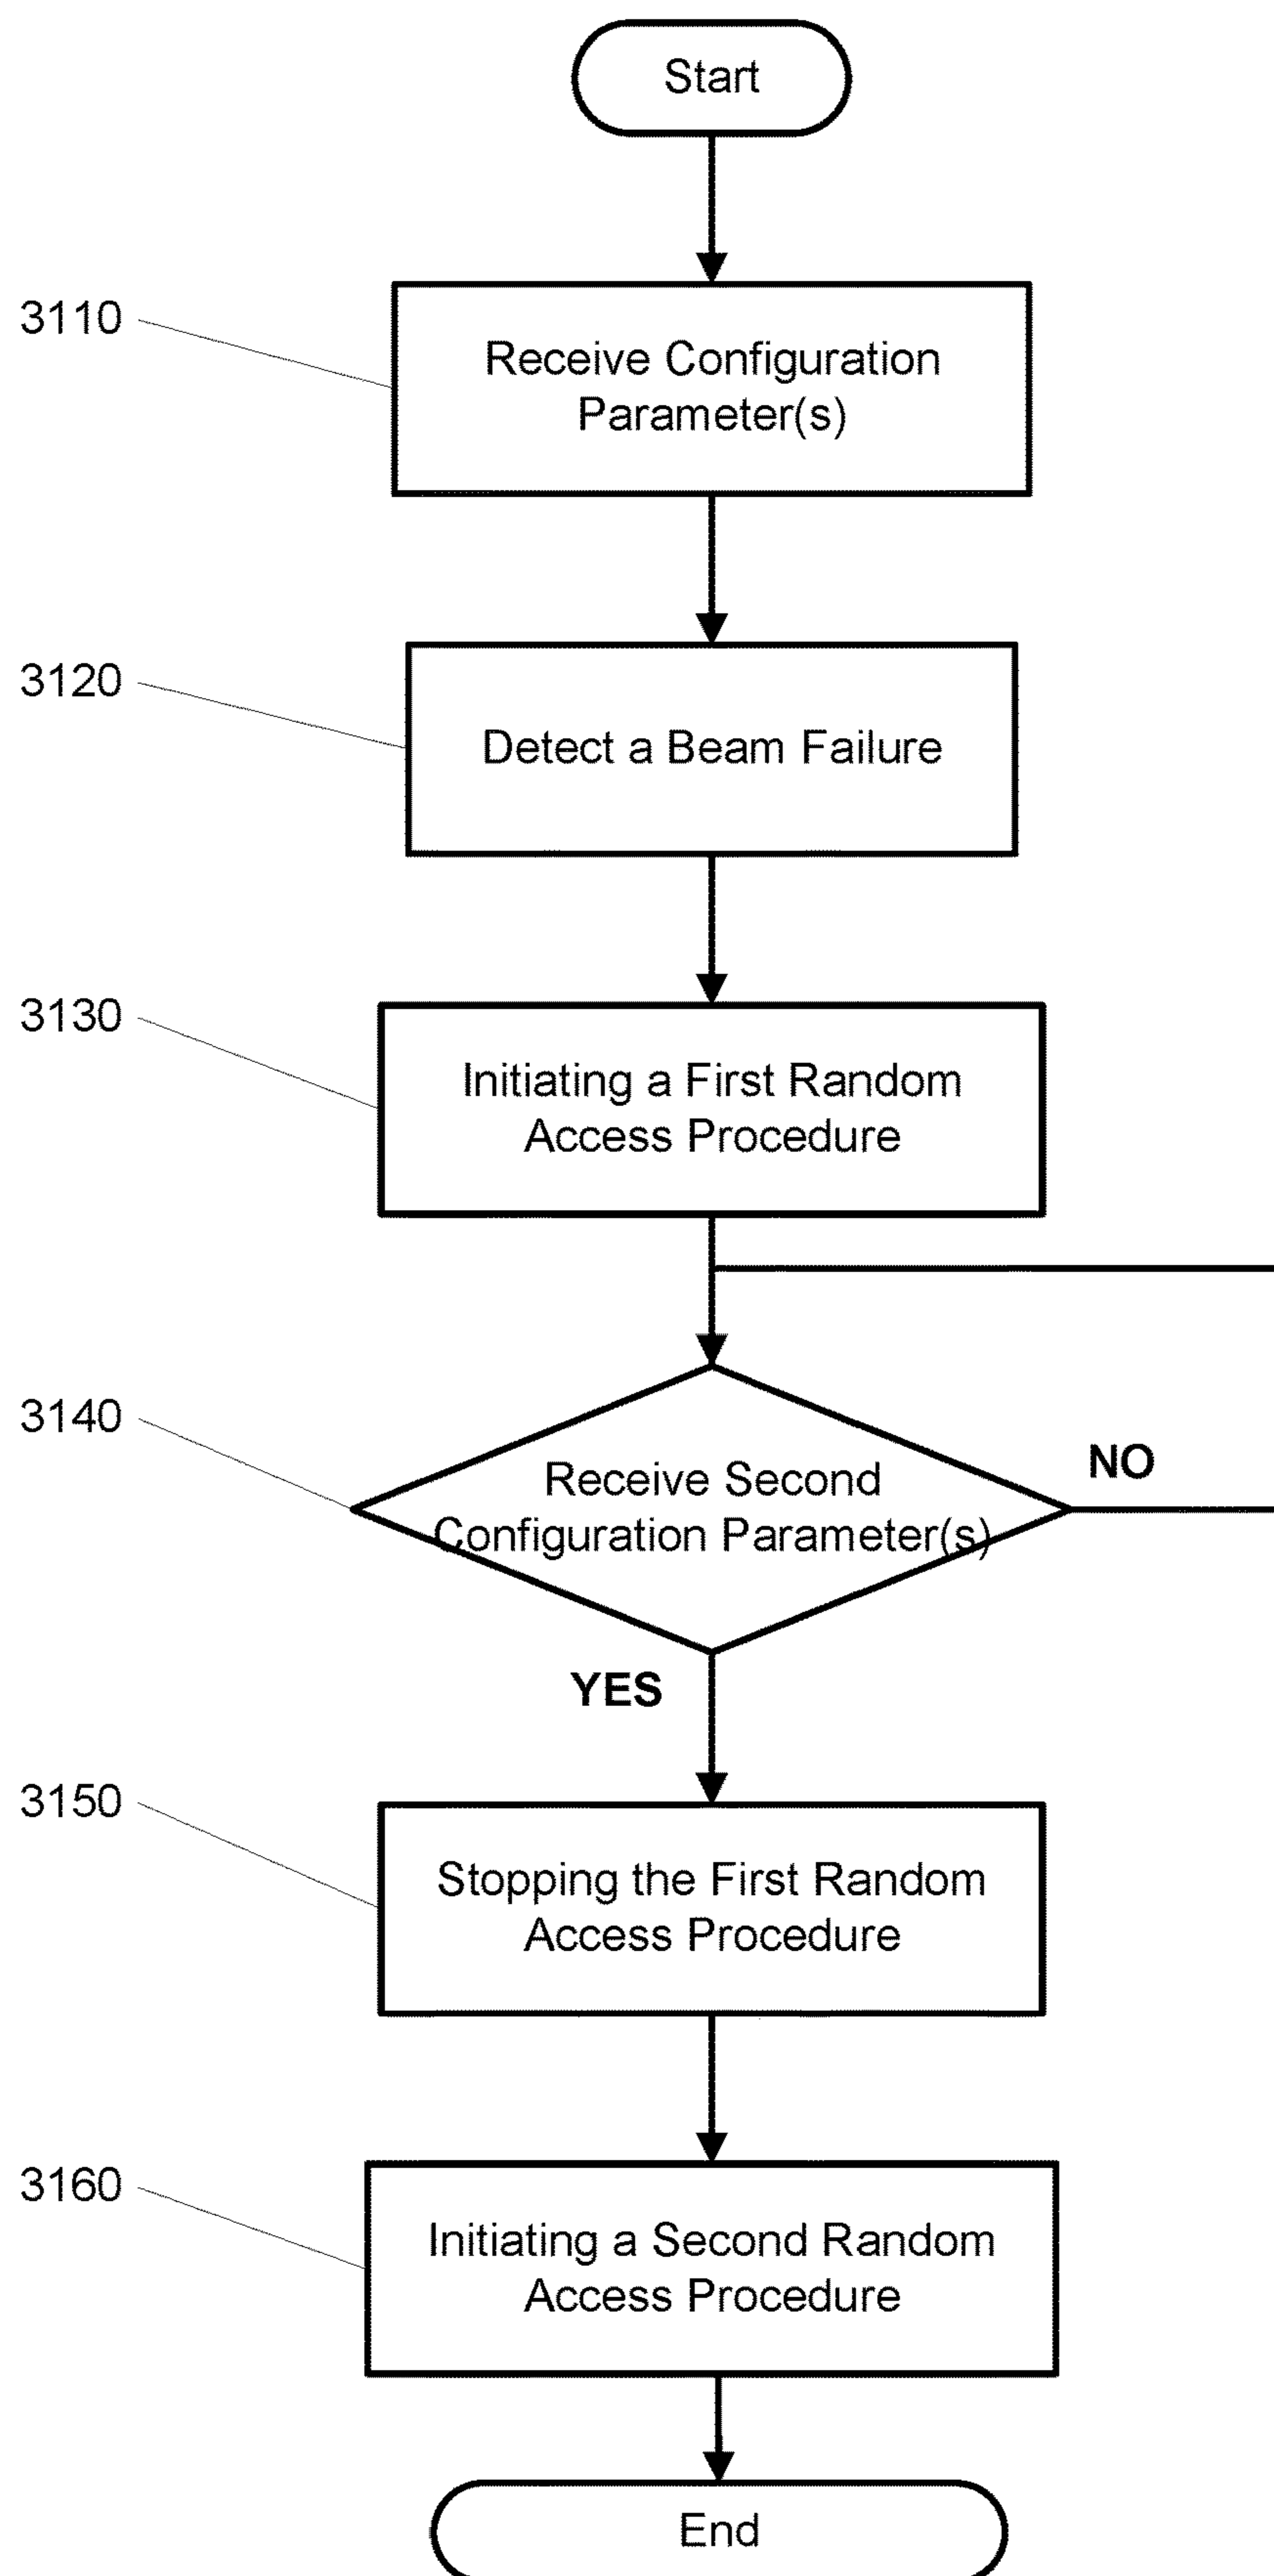 Start
3110
Receive Configuration
Parameter(s)
3120
Detect a Beam Failure
3130
Initiating a First Random
Access Procedure
3140
Receive Second
Configuration Parameter(s)
NO
YES
3150
Stopping the First Random
Access Procedure
3160
Initiating a Second Random
Access Procedure
End